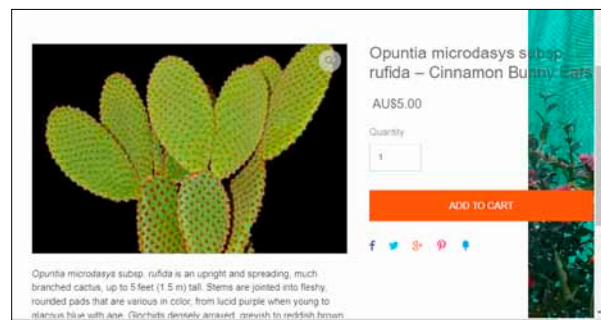 Opuntia microdasys subsp.
rufida – Cinnamon Bunny Ears
AU$5.00
Quantity
1
ADD TO CART
Opuntia microdasys subsp. rufida is an upright and spreading, much
branched cactus, up to 5 feet (1.5 m) tall. Stems are jointed into fleshy,
rounded pads that are various in color, from lucid purple when young to
glacous blue with age. Glochids densely arrayed, greyish to reddish brown